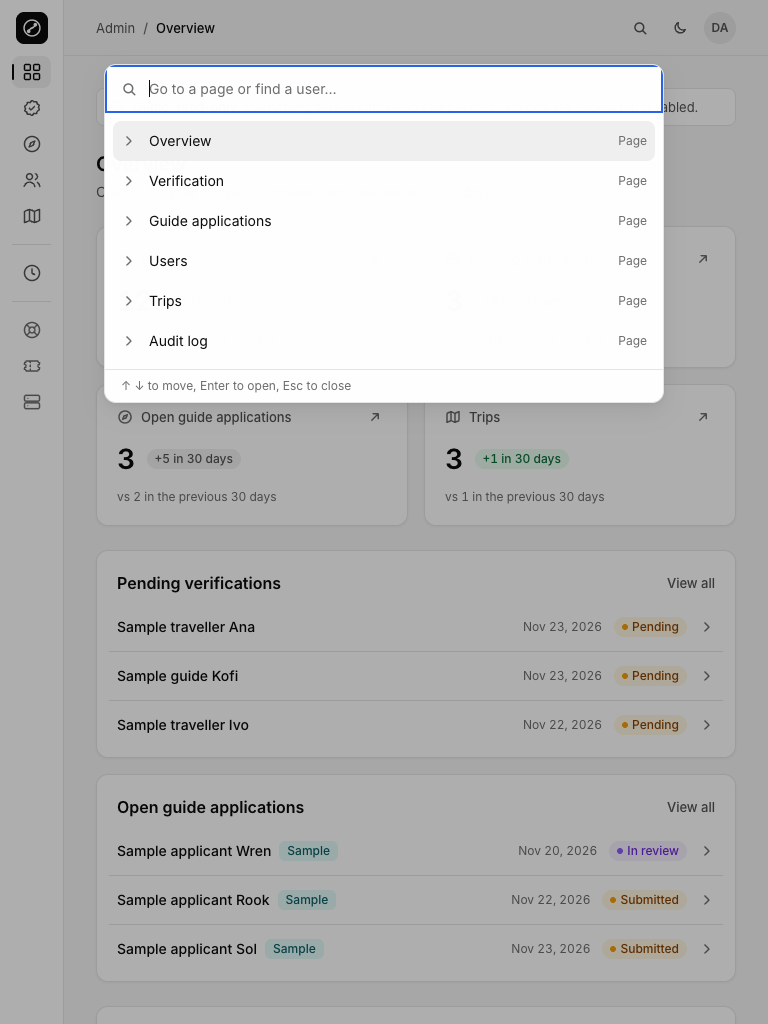 Admin / Overview
DA
Go to a page or find a user...
abled.
Overview Page
Verification Page
Guide applications Page
Users Page
Trips Page
Audit log Page
↑ ↓ to move, Enter to open, Esc to close
Open guide applications
3 +5 in 30 days
vs 2 in the previous 30 days
Trips
3 +1 in 30 days
vs 1 in the previous 30 days
Pending verifications View all
Sample traveller Ana Nov 23, 2026 Pending
Sample guide Kofi Nov 23, 2026 Pending
Sample traveller Ivo Nov 22, 2026 Pending
Open guide applications View all
Sample applicant Wren Sample Nov 20, 2026 In review
Sample applicant Rook Sample Nov 22, 2026 Submitted
Sample applicant Sol Sample Nov 23, 2026 Submitted